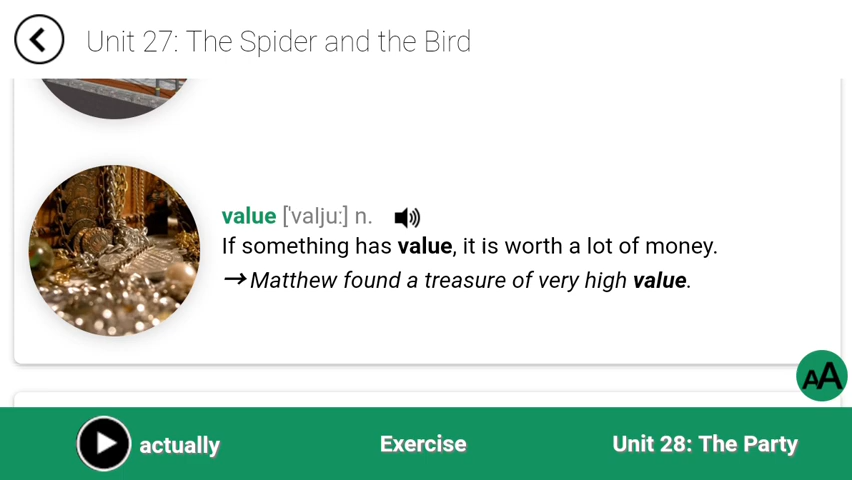 Unit 27: The Spider and the Bird
value ['valju:] n.
If something has value, it is worth a lot of money.
→ Matthew found a treasure of very high value.
AA
actually
Exercise
Unit 28: The Party